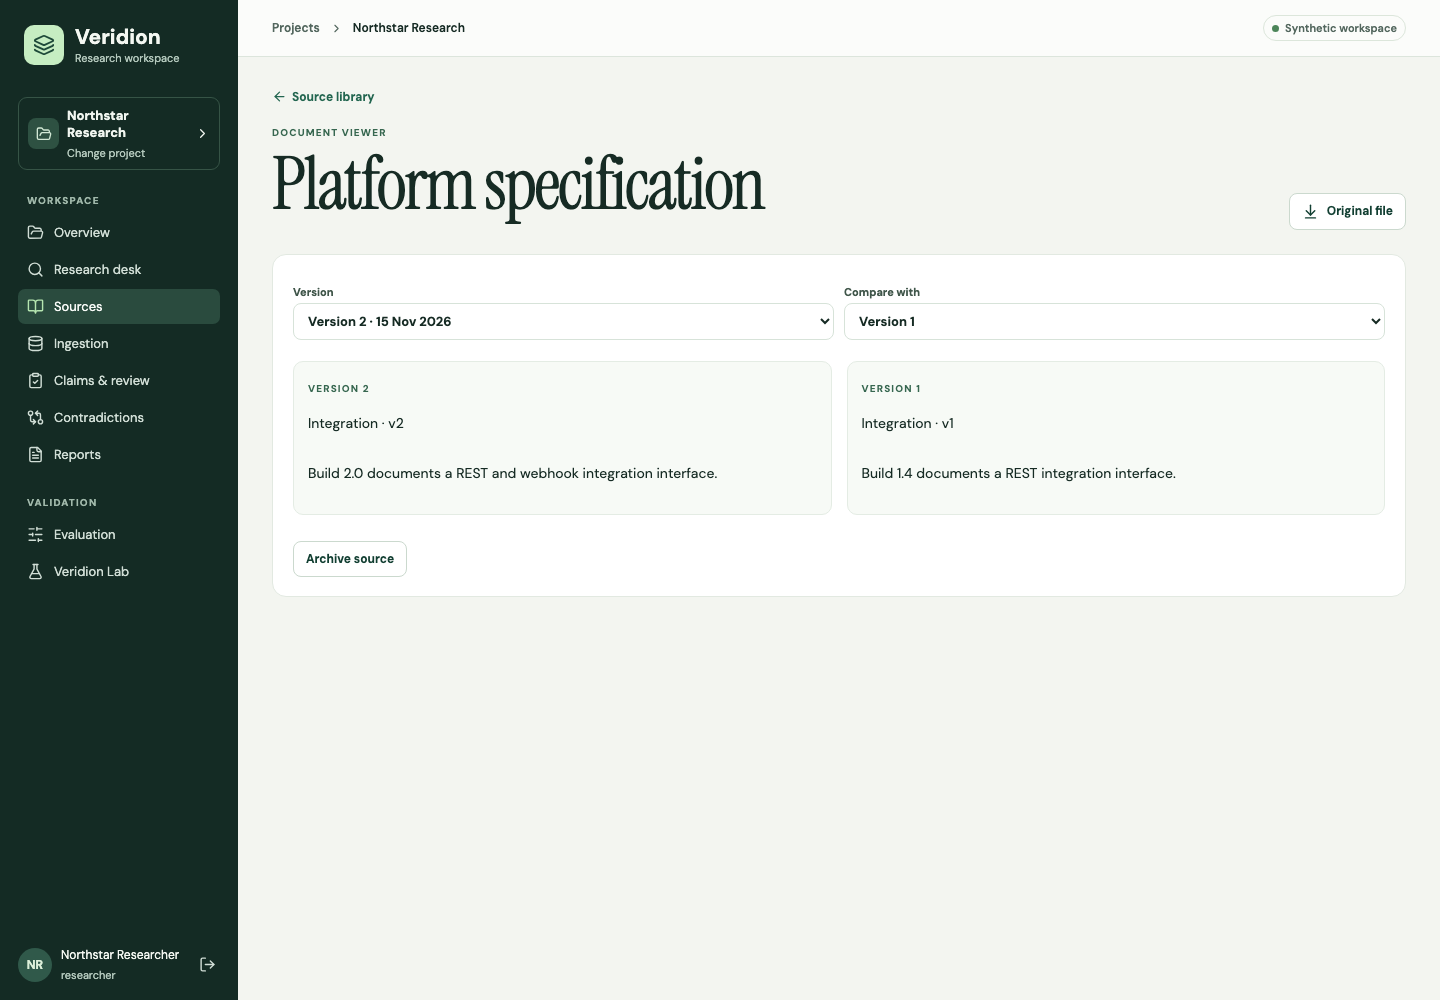 Veridion
Research workspace
Northstar
Research
Change project
WORKSPACE
Overview
Research desk
Sources
Ingestion
Claims & review
Contradictions
Reports
VALIDATION
Evaluation
Veridion Lab
NR
Northstar Researcher
researcher
Projects
Northstar Research
Synthetic workspace
Source library
DOCUMENT VIEWER
Platform specification
Original file
Version
Version 2 · 15 Nov 2026
Compare with
Version 1
VERSION 2
Integration · v2
Build 2.0 documents a REST and webhook integration interface.
VERSION 1
Integration · v1
Build 1.4 documents a REST integration interface.
Archive source